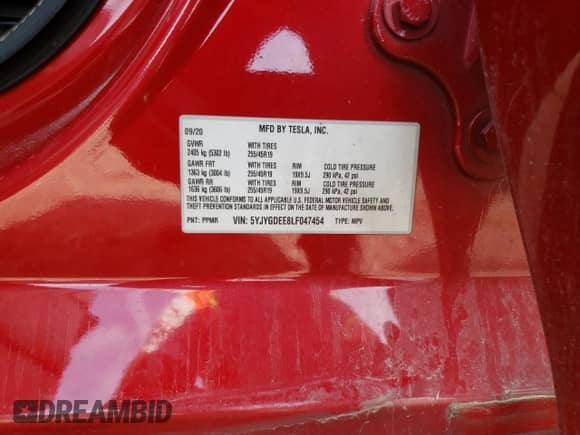 09/20 MFD BY TESLA, INC.
GVWR WITH TIRES
2405 kg (5302 lb) 255/45R19
GAWR FRT WITH TIRES RIM COLD TIRE PRESSURE
1363 kg (3004 lb) 255/45R19 19X9.5J 290 kPa, 42 psi
GAWR RR WITH TIRES RIM COLD TIRE PRESSURE
1636 kg (3606 lb) 255/45R19 19X9.5J 290 kPa, 42 psi
THIS VEHICLE CONFORMS TO ALL APPLICABLE U.S. FEDERAL MOTOR VEHICLE SAFETY AND
THEFT PREVENTION STANDARDS IN EFFECT ON THE DATE OF MANUFACTURE SHOWN ABOVE.
PNT: PPMR VIN: 5YJYGDEE8LF047454 TYPE: MPV
DREAMBID